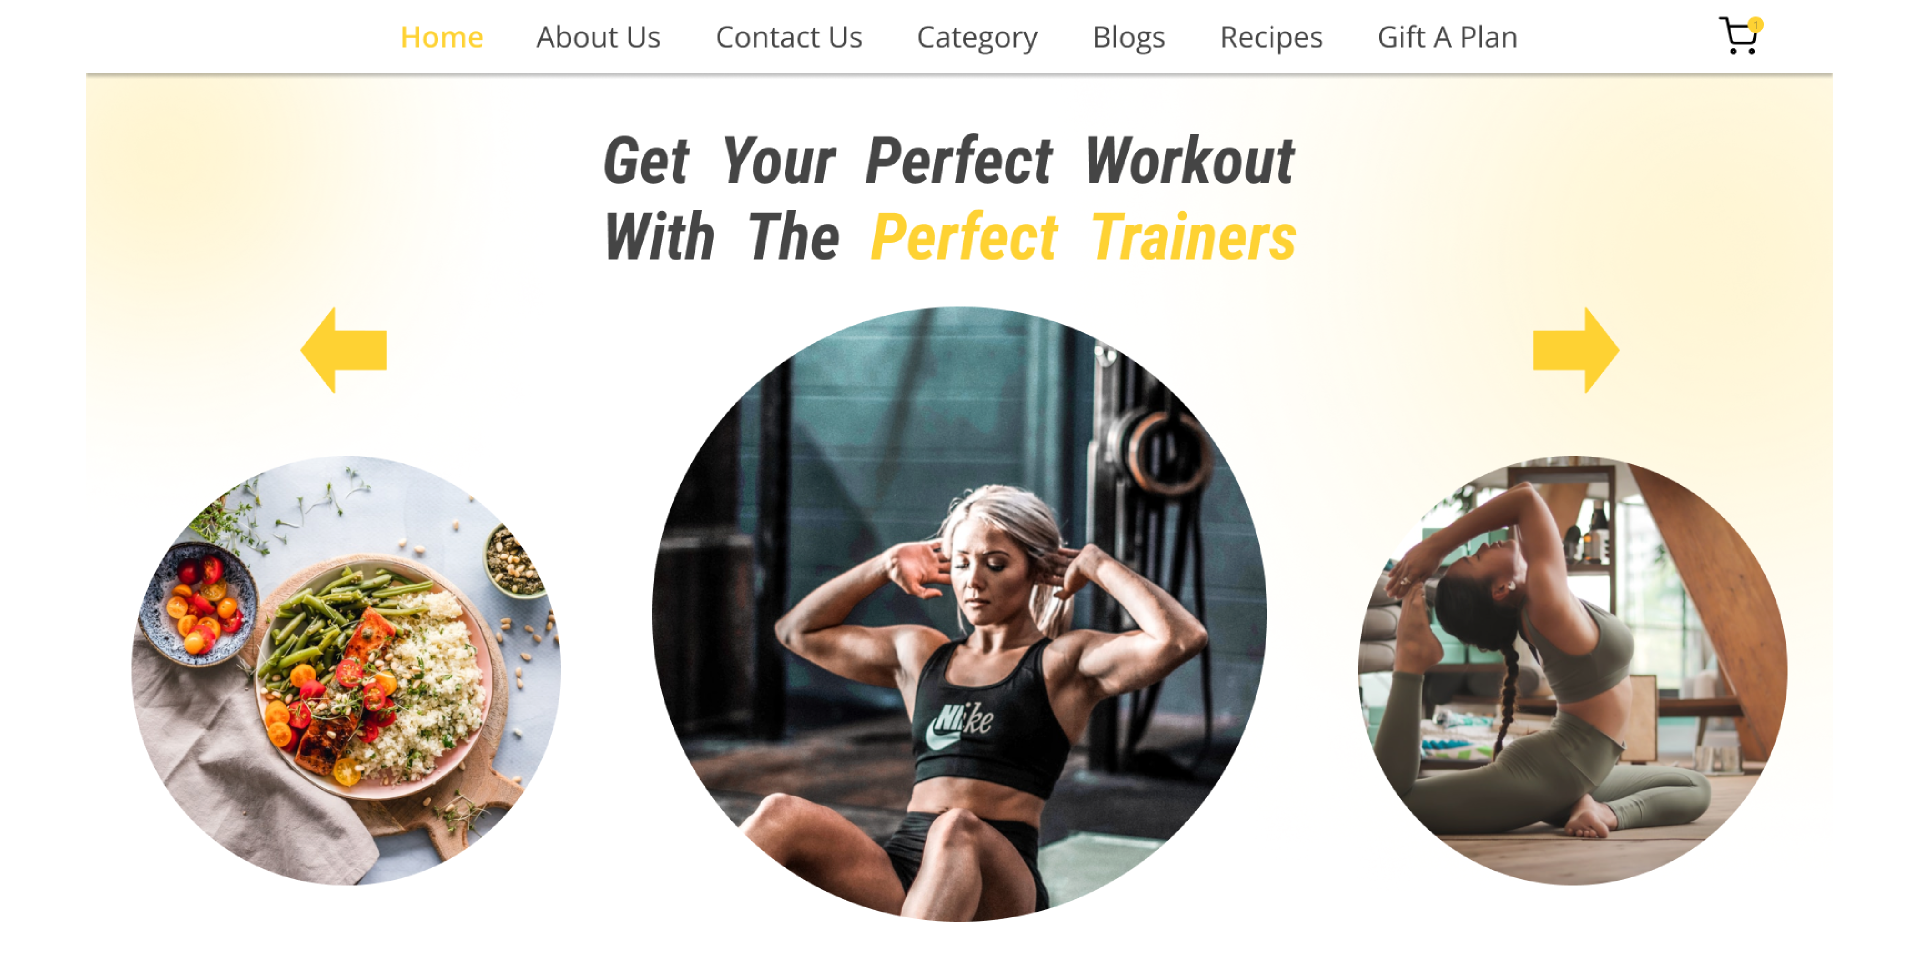 Home About Us Contact Us Category Blogs Recipes Gift A Plan 1
Get Your Perfect Workout
With The Perfect Trainers
Nike